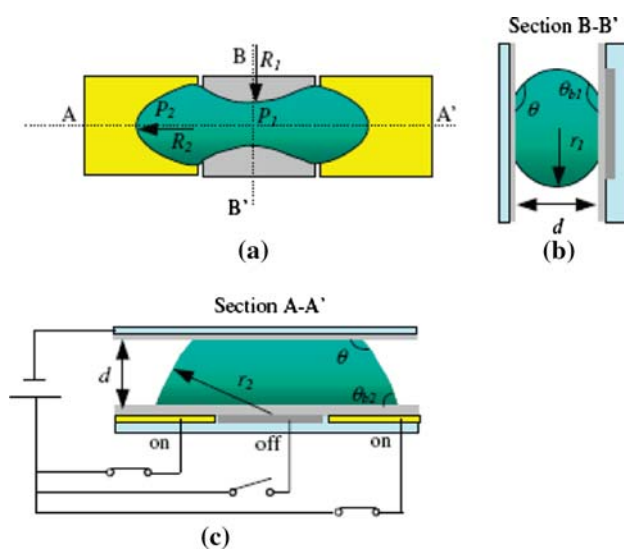 B
R1
P2
P1
A
A'
R2
B'
(a)
Section B-B'
θ
θb1
r1
d
(b)
Section A-A'
d
θ
r2
θb2
on
off
on
(c)